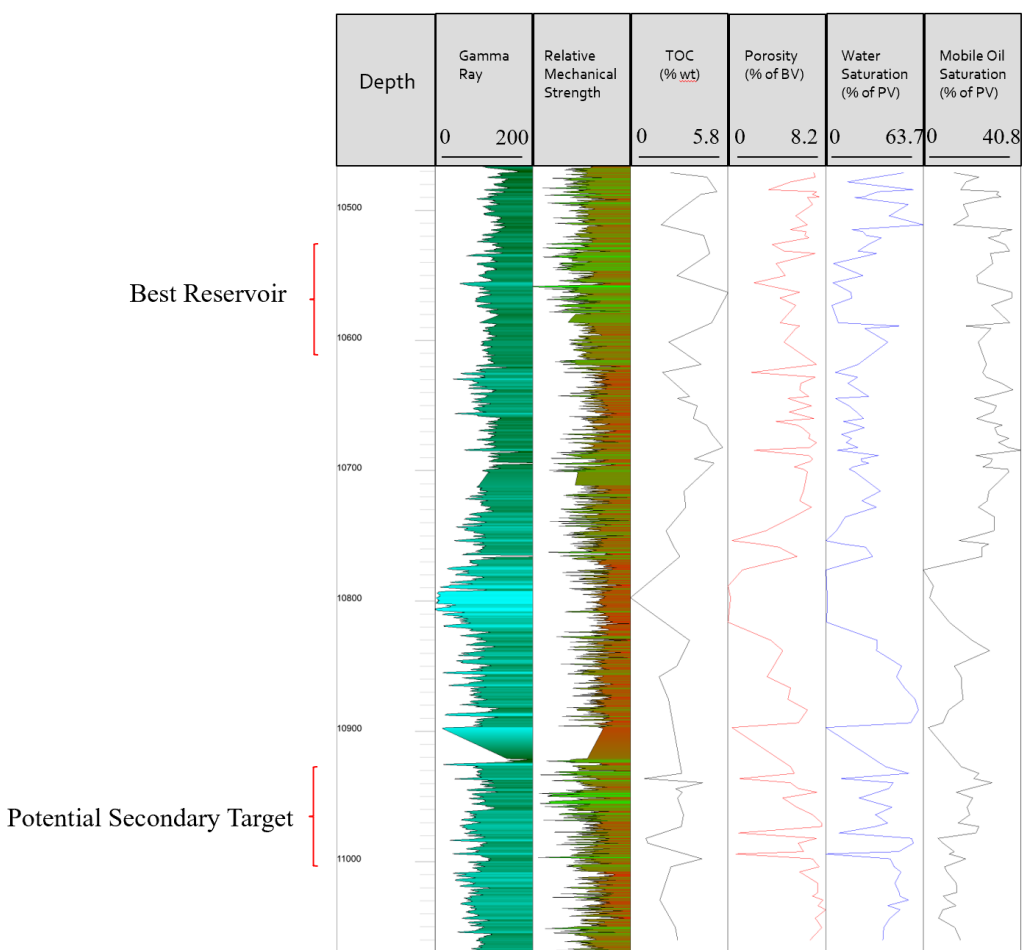 Depth
Gamma
Ray
0 200
Relative
Mechanical
Strength
TOC
(% wt)
0 5.8
Porosity
(% of BV)
0 8.2
Water
Saturation
(% of PV)
0 63.7
Mobile Oil
Saturation
(% of PV)
0 40.8
10500
Best Reservoir
10600
10700
10800
10900
Potential Secondary Target
11000